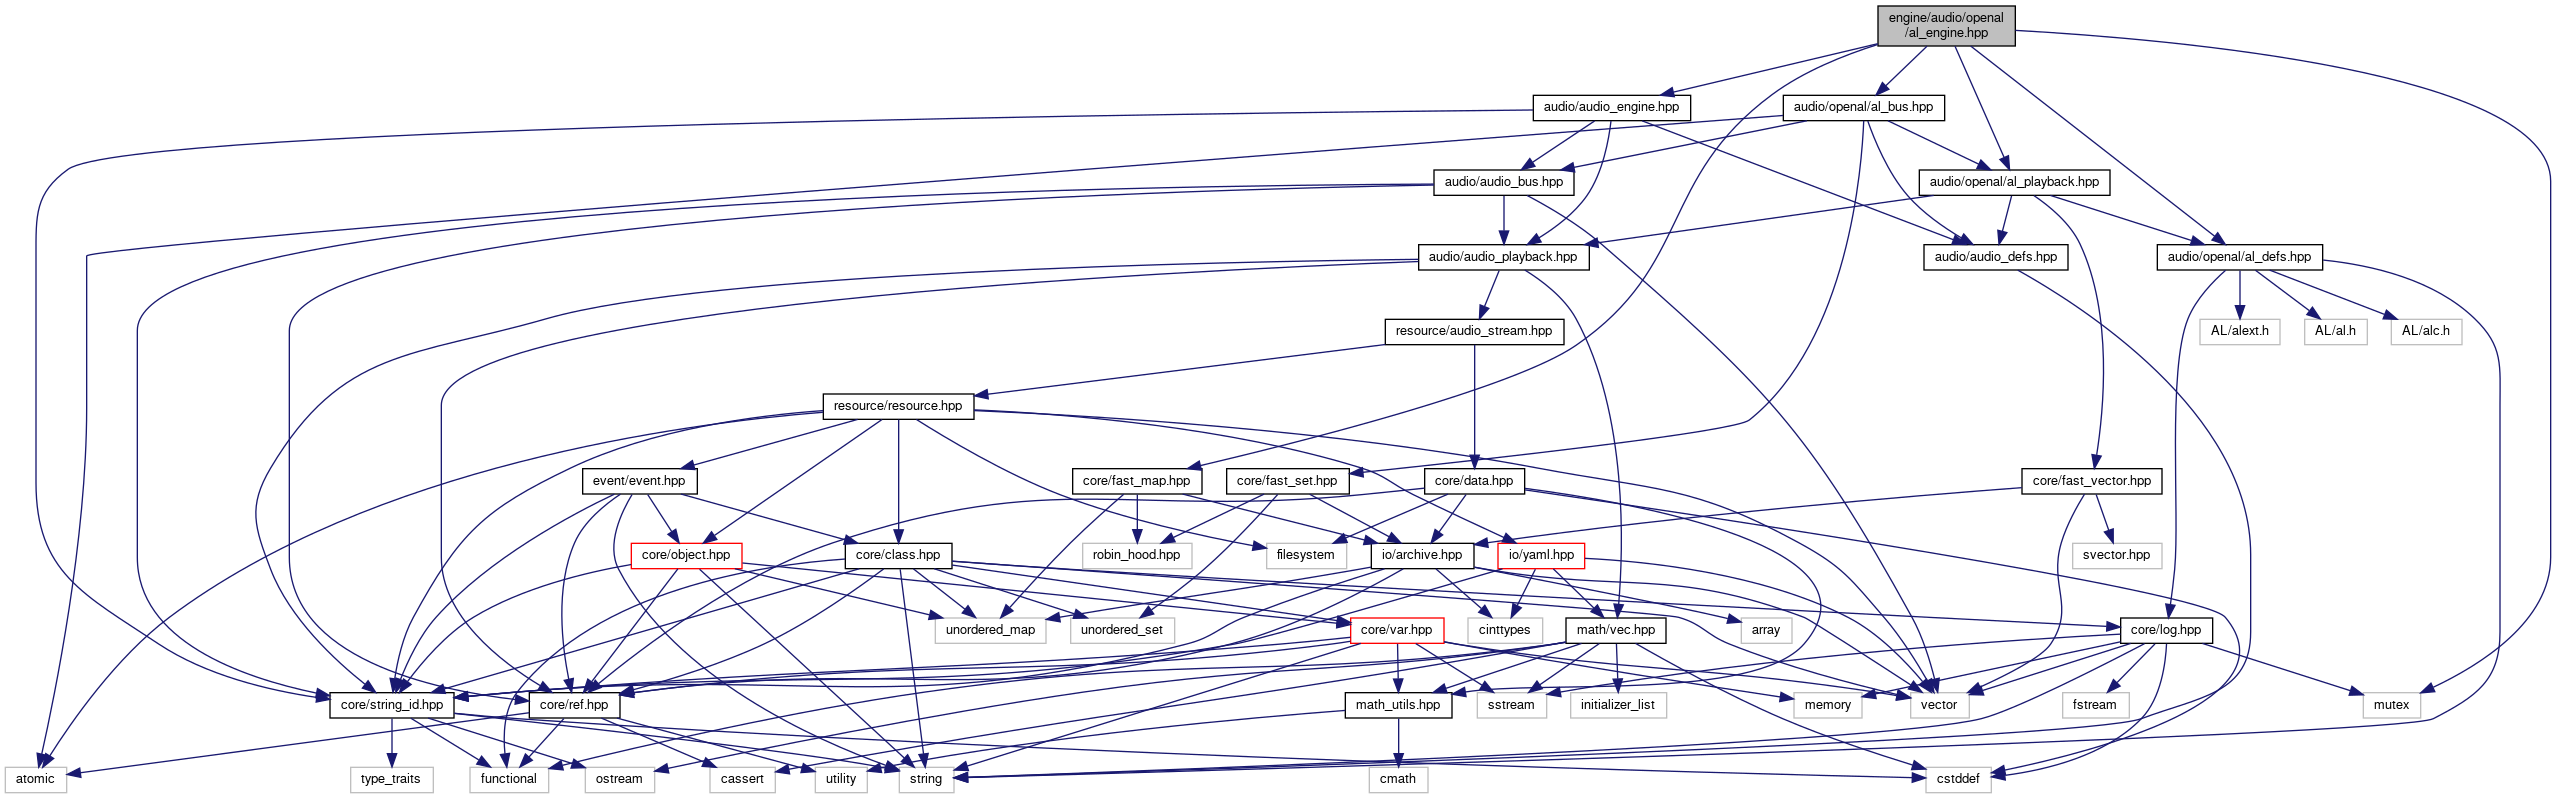 engine/audio/openal
/al_engine.hpp
audio/audio_engine.hpp
audio/openal/al_bus.hpp
audio/audio_bus.hpp
audio/openal/al_playback.hpp
audio/audio_playback.hpp
audio/audio_defs.hpp
audio/openal/al_defs.hpp
resource/audio_stream.hpp
AL/alext.h
AL/al.h
AL/alc.h
resource/resource.hpp
event/event.hpp
core/fast_map.hpp
core/fast_set.hpp
core/data.hpp
core/fast_vector.hpp
core/object.hpp
core/class.hpp
robin_hood.hpp
filesystem
io/archive.hpp
io/yaml.hpp
svector.hpp
unordered_map
unordered_set
core/var.hpp
cinttypes
math/vec.hpp
array
core/log.hpp
core/string_id.hpp
core/ref.hpp
math_utils.hpp
sstream
initializer_list
memory
vector
fstream
mutex
atomic
type_traits
functional
ostream
cassert
utility
string
cmath
cstddef